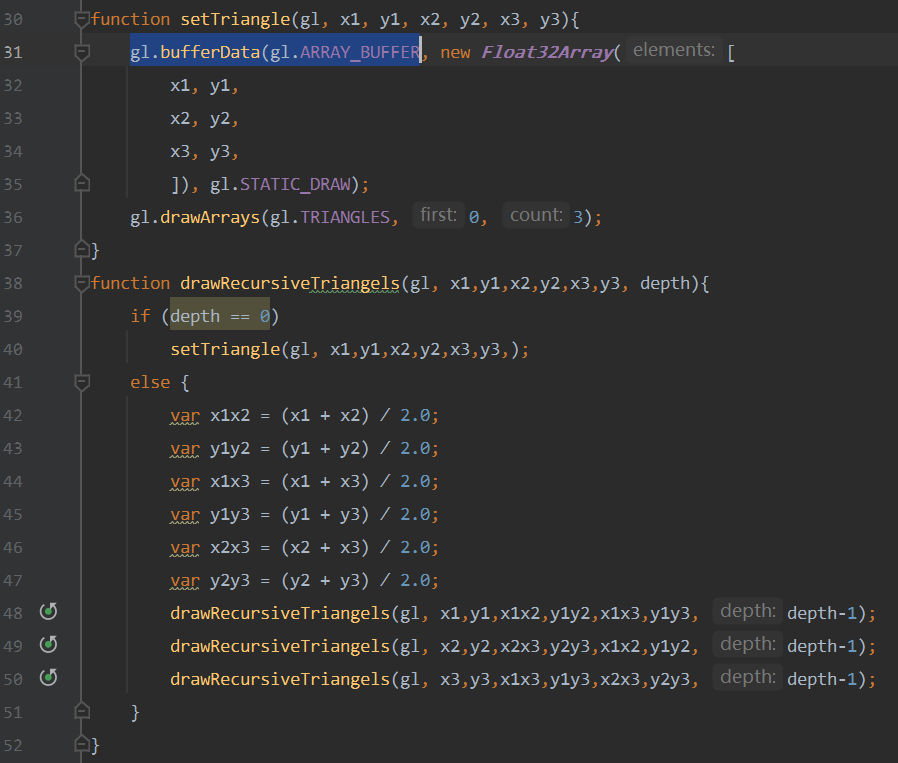 30 function setTriangle(gl, x1, y1, x2, y2, x3, y3){
31 gl.bufferData(gl.ARRAY_BUFFER, new Float32Array( elements: [
32 x1, y1,
33 x2, y2,
34 x3, y3,
35 ]), gl.STATIC_DRAW);
36 gl.drawArrays(gl.TRIANGLES, first: 0, count: 3);
37 }
38 function drawRecursiveTriangels(gl, x1,y1,x2,y2,x3,y3, depth){
39 if (depth == 0)
40 setTriangle(gl, x1,y1,x2,y2,x3,y3,);
41 else {
42 var x1x2 = (x1 + x2) / 2.0;
43 var y1y2 = (y1 + y2) / 2.0;
44 var x1x3 = (x1 + x3) / 2.0;
45 var y1y3 = (y1 + y3) / 2.0;
46 var x2x3 = (x2 + x3) / 2.0;
47 var y2y3 = (y2 + y3) / 2.0;
48 drawRecursiveTriangels(gl, x1,y1,x1x2,y1y2,x1x3,y1y3, depth: depth-1);
49 drawRecursiveTriangels(gl, x2,y2,x2x3,y2y3,x1x2,y1y2, depth: depth-1);
50 drawRecursiveTriangels(gl, x3,y3,x1x3,y1y3,x2x3,y2y3, depth: depth-1);
51 }
52 }